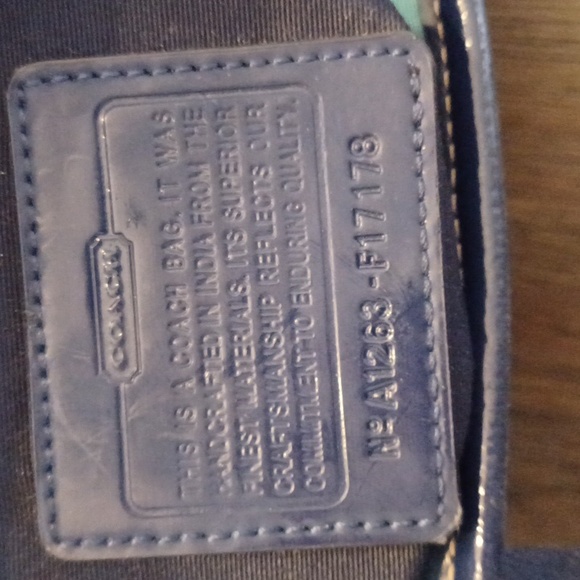 COACH
THIS IS A COACH BAG. IT WAS
HANDCRAFTED IN INDIA FROM THE
FINEST MATERIALS. ITS SUPERIOR
CRAFTSMANSHIP REFLECTS OUR
COMMITMENT TO ENDURING QUALITY.
Nº A1263-F17178